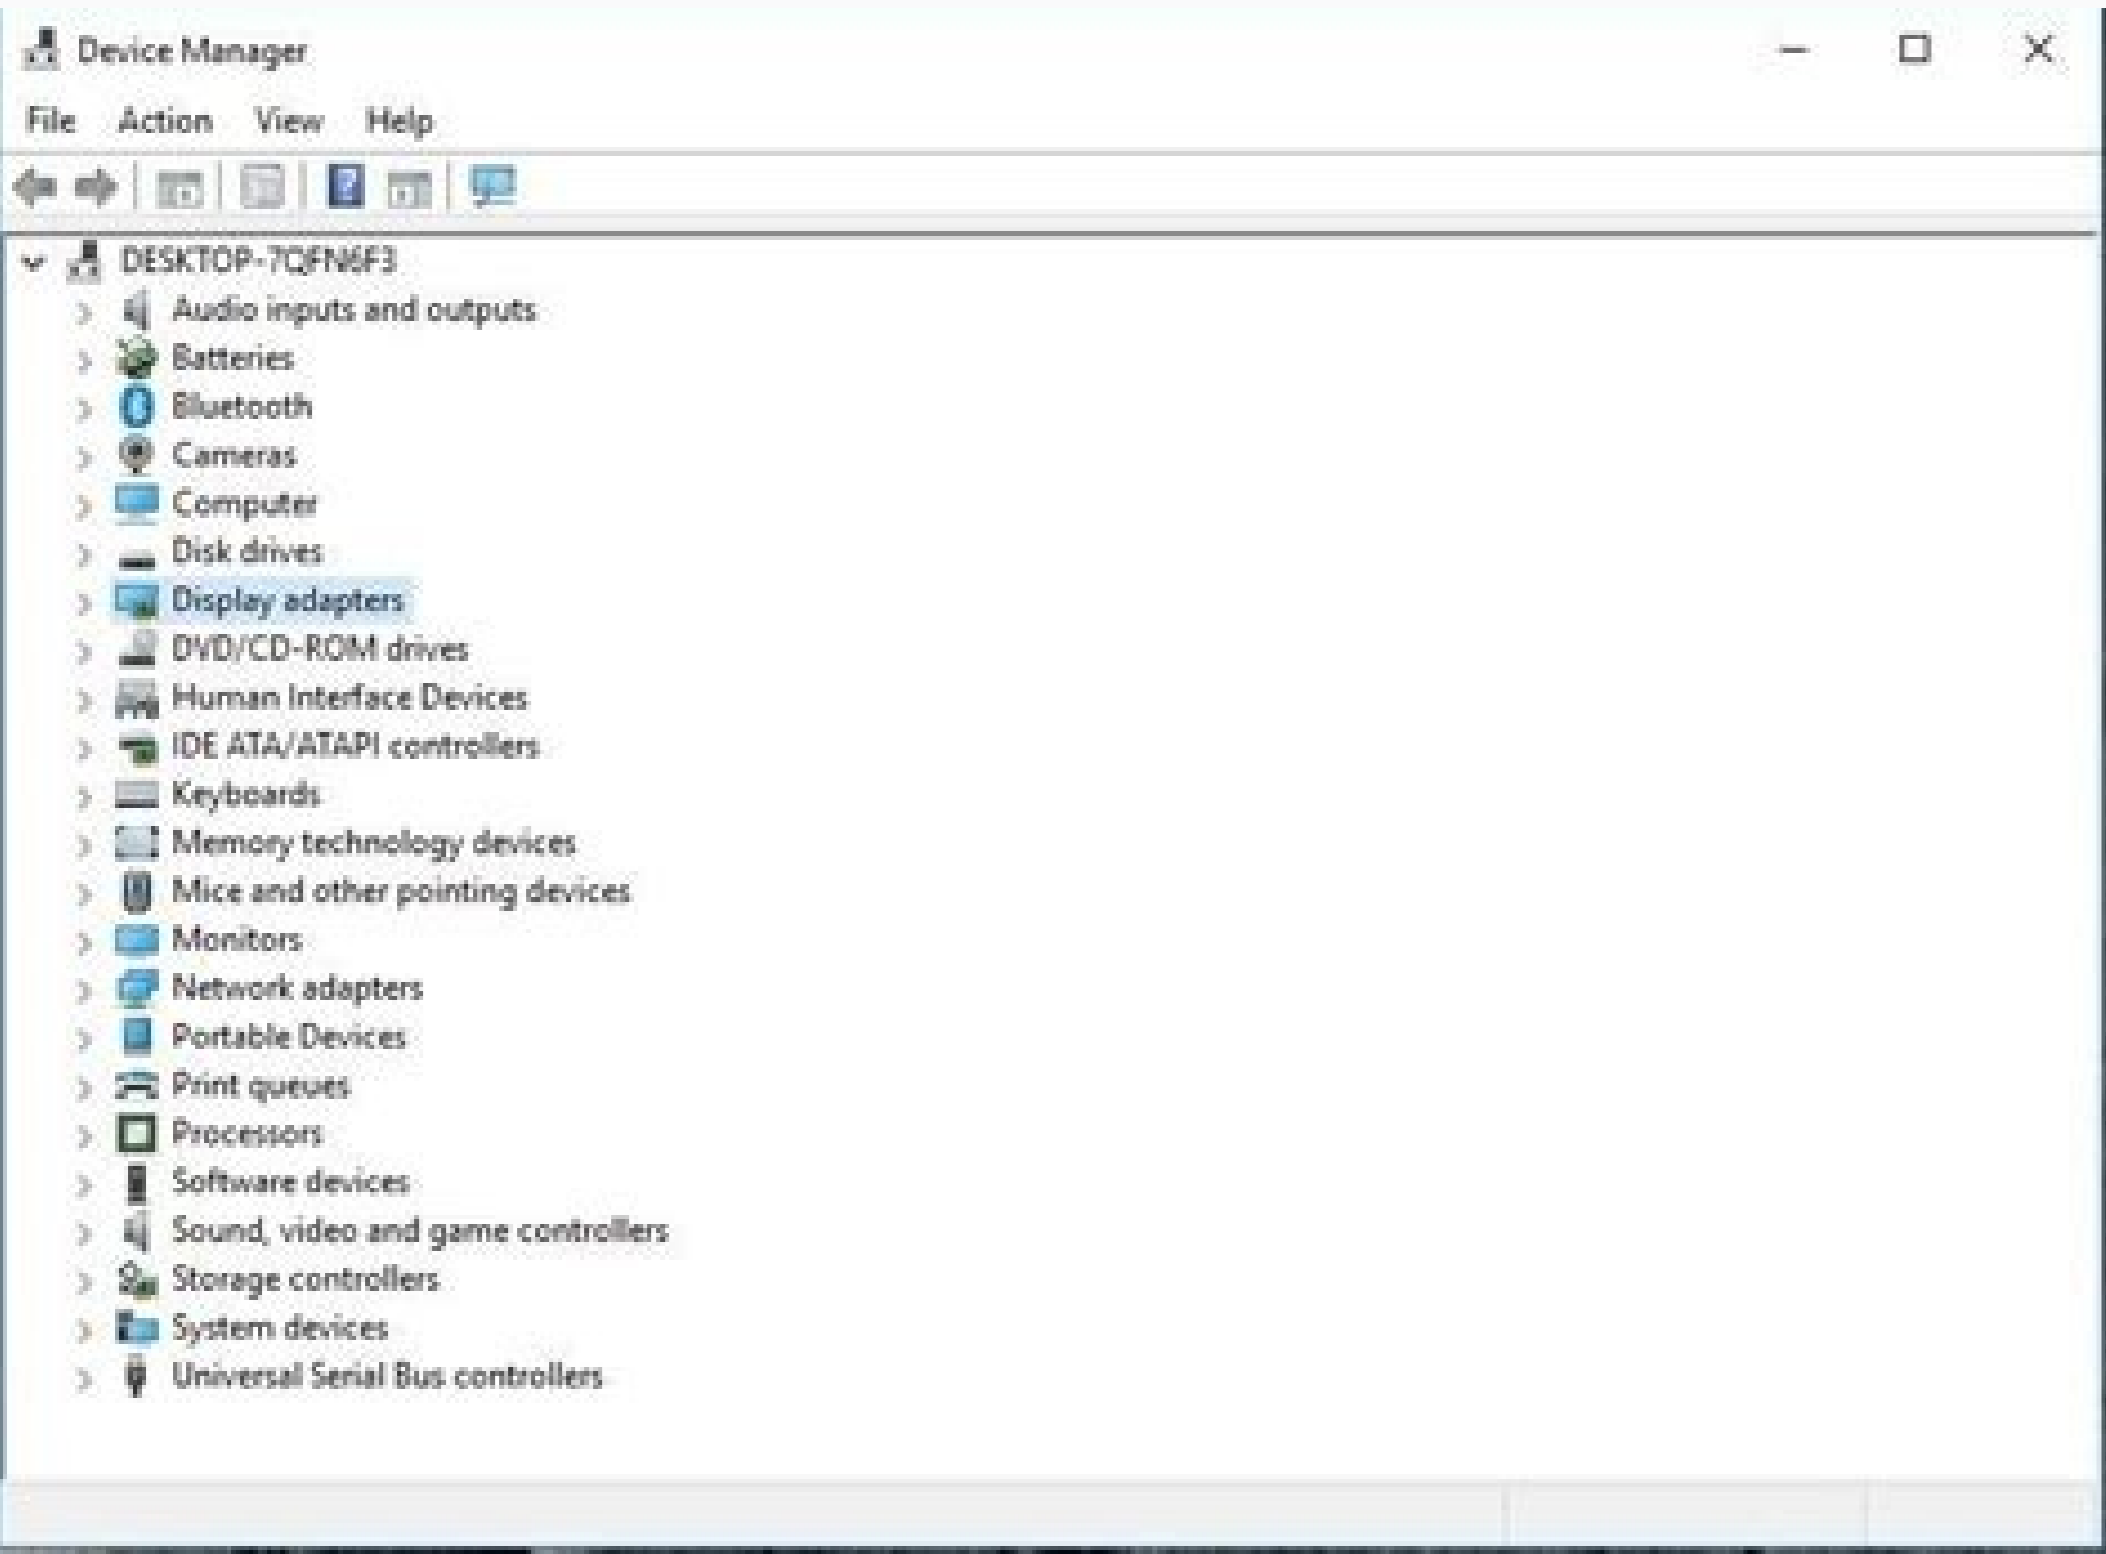 Device Manager
File Action View Help
DESKTOP-7QFN6F3
Audio inputs and outputs
Batteries
Bluetooth
Cameras
Computer
Disk drives
Display adapters
DVD/CD-ROM drives
Human Interface Devices
IDE ATA/ATAPI controllers
Keyboards
Memory technology devices
Mice and other pointing devices
Monitors
Network adapters
Portable Devices
Print queues
Processors
Software devices
Sound, video and game controllers
Storage controllers
System devices
Universal Serial Bus controllers